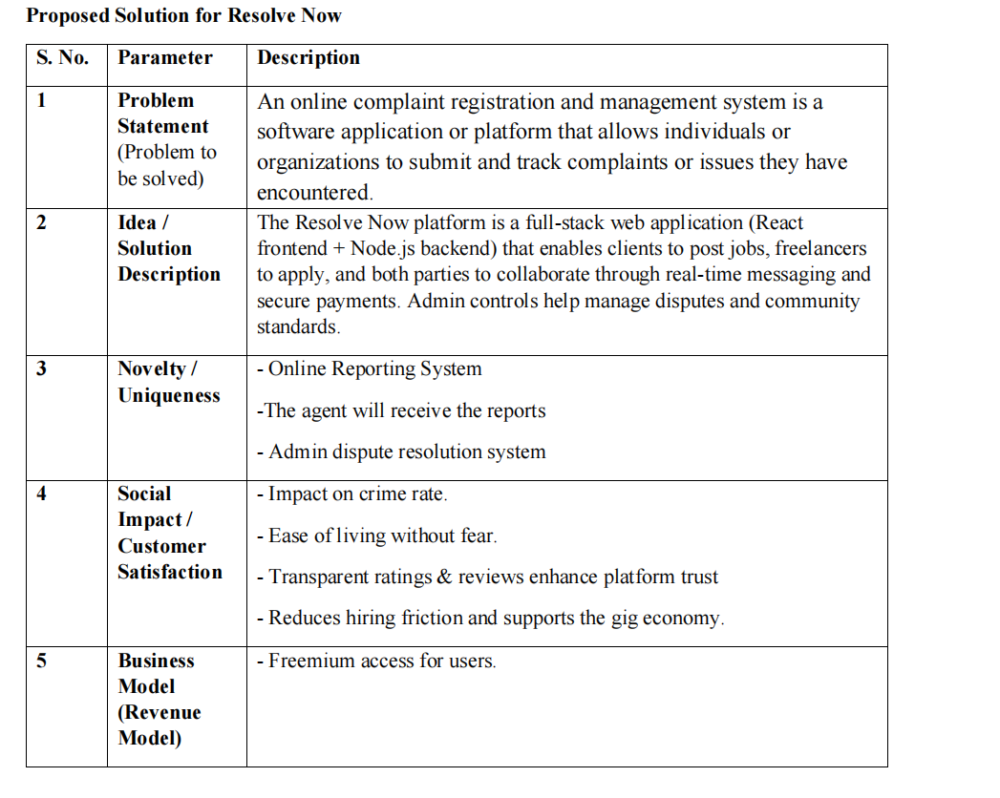 Proposed Solution for Resolve Now
S. No.
Parameter
Description
1
Problem
Statement
(Problem to
be solved)
An online complaint registration and management system is a
software application or platform that allows individuals or
organizations to submit and track complaints or issues they have
encountered.
2
Idea /
Solution
Description
The Resolve Now platform is a full-stack web application (React
frontend + Node.js backend) that enables clients to post jobs, freelancers
to apply, and both parties to collaborate through real-time messaging and
secure payments. Admin controls help manage disputes and community
standards.
3
Novelty /
Uniqueness
- Online Reporting System
-The agent will receive the reports
- Admin dispute resolution system
4
Social
Impact /
Customer
Satisfaction
- Impact on crime rate.
- Ease of living without fear.
- Transparent ratings & reviews enhance platform trust
- Reduces hiring friction and supports the gig economy.
5
Business
Model
(Revenue
Model)
- Freemium access for users.